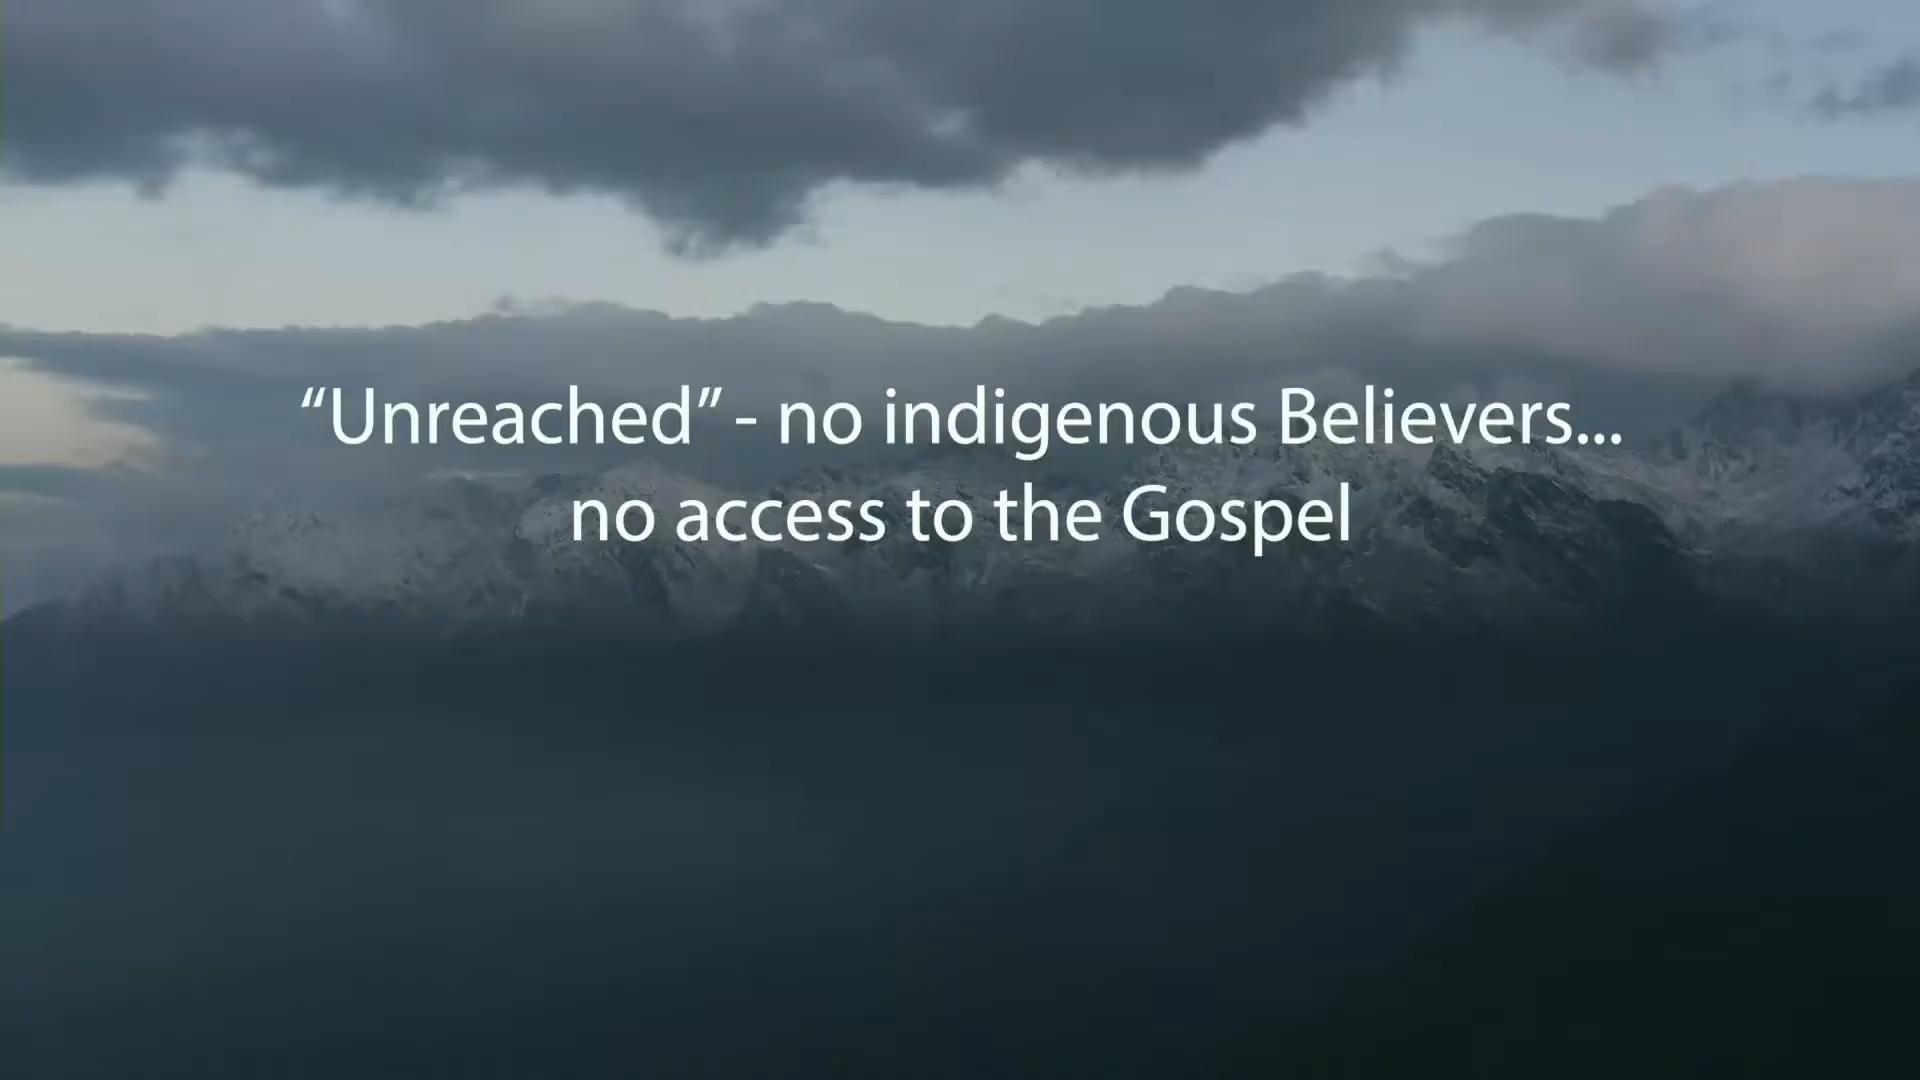 “Unreached” - no indigenous Believers...
no access to the Gospel